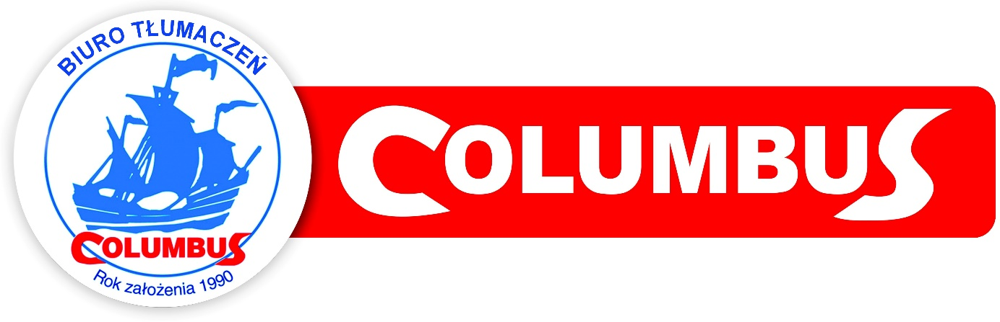 BIURO TŁUMACZEŃ
COLUMBUS
Rok założenia 1990
COLUMBUS